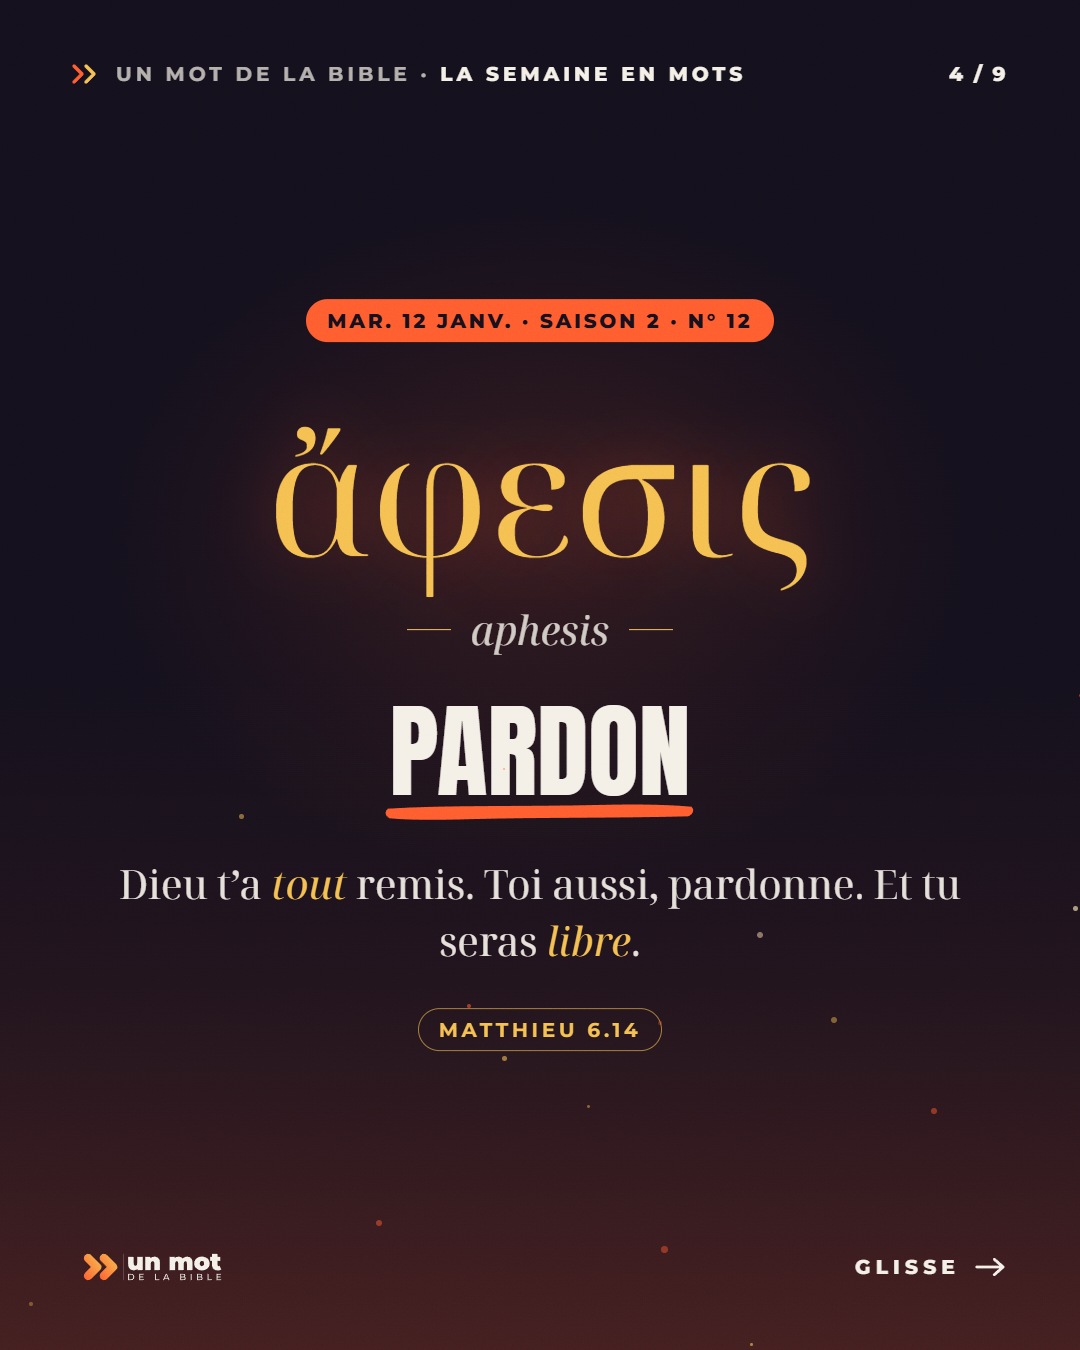 UN MOT DE LA BIBLE · LA SEMAINE EN MOTS
4 / 9
MAR. 12 JANV. · SAISON 2 · N° 12
ἄφεσις
aphesis
PARDON
Dieu t’a tout remis. Toi aussi, pardonne. Et tu
seras libre.
MATTHIEU 6.14
un mot
DE LA BIBLE
GLISSE →